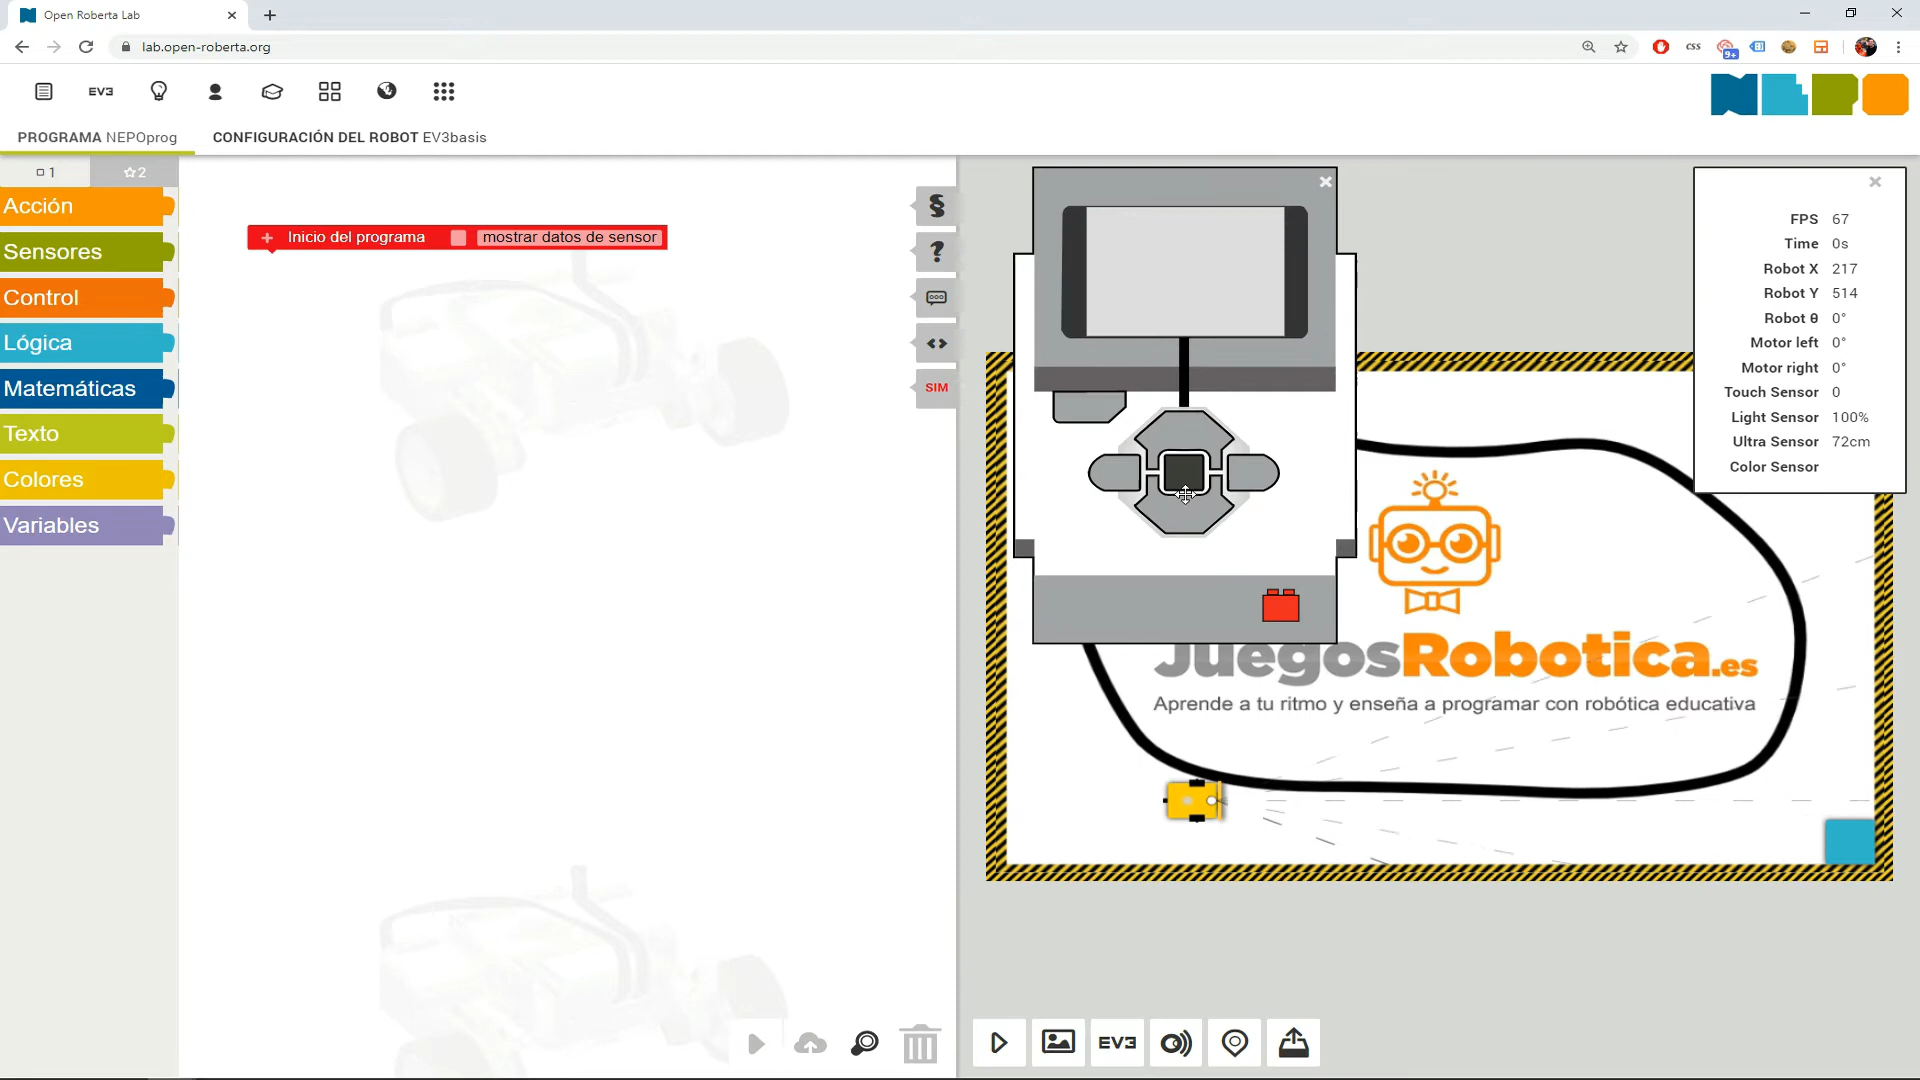 Open Roberta Lab
lab.open-roberta.org
CSS
9+
EV3
PROGRAMA NEPOprog
CONFIGURACIÓN DEL ROBOT EV3basis
1
2
Acción
Sensores
Control
Lógica
Matemáticas
Texto
Colores
Variables
+ Inicio del programa mostrar datos de sensor
§
?
<>
SIM
FPS 67
Time 0s
Robot X 217
Robot Y 514
Robot θ 0°
Motor left 0°
Motor right 0°
Touch Sensor 0
Light Sensor 100%
Ultra Sensor 72cm
Color Sensor
JuegosRobotica.es
Aprende a tu ritmo y enseña a programar con robótica educativa
EV3